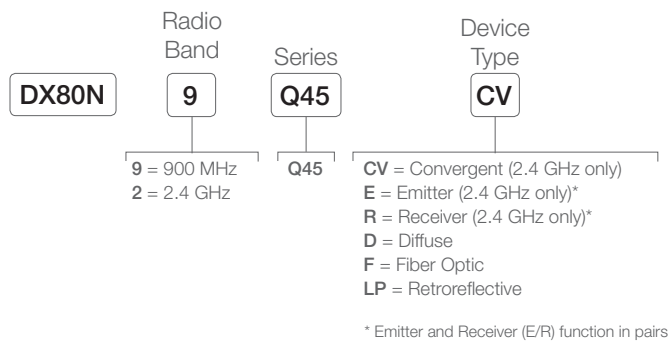 Radio
Band
Series
Device
Type
DX80N
9
Q45
CV
9 = 900 MHz
2 = 2.4 GHz
Q45
CV = Convergent (2.4 GHz only)
E = Emitter (2.4 GHz only)*
R = Receiver (2.4 GHz only)*
D = Diffuse
F = Fiber Optic
LP = Retroreflective
* Emitter and Receiver (E/R) function in pairs